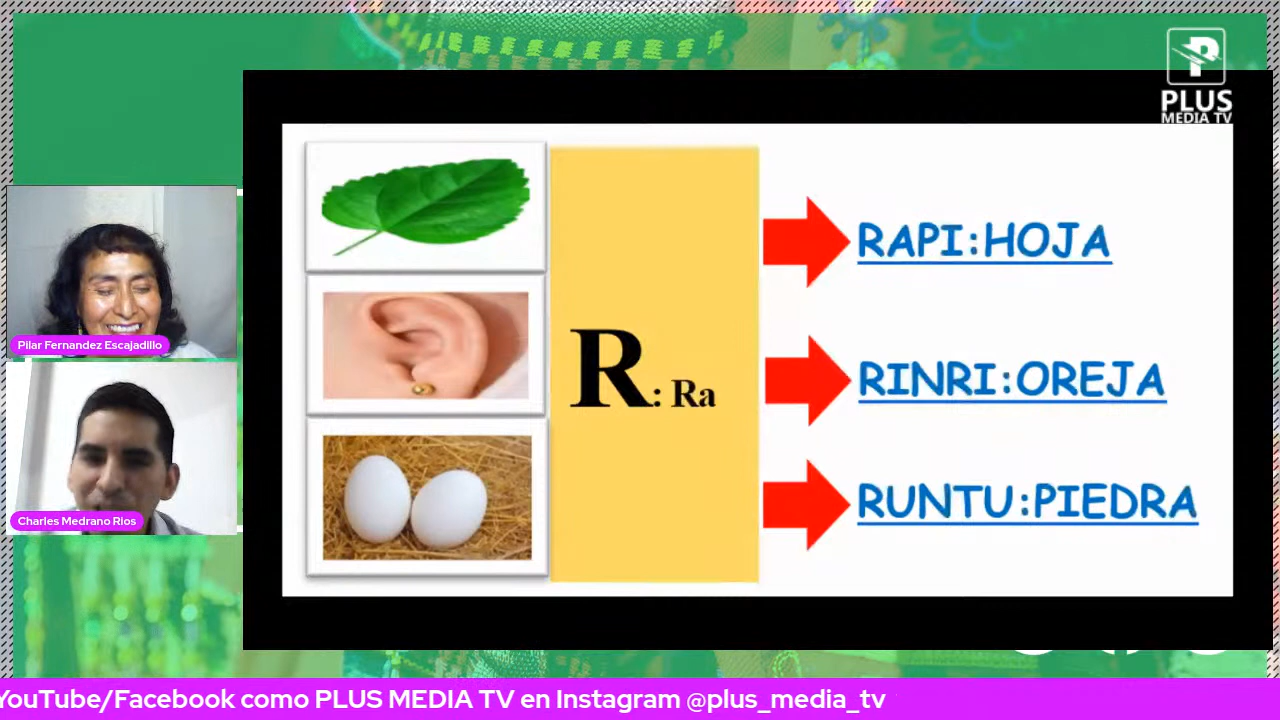 PLUS
MEDIA TV
RAPI:HOJA
R: Ra
RINRI:OREJA
RUNTU:PIEDRA
Pilar Fernandez Escajadillo
Charles Medrano Rios
YouTube/Facebook como PLUS MEDIA TV en Instagram @plus_media_tv